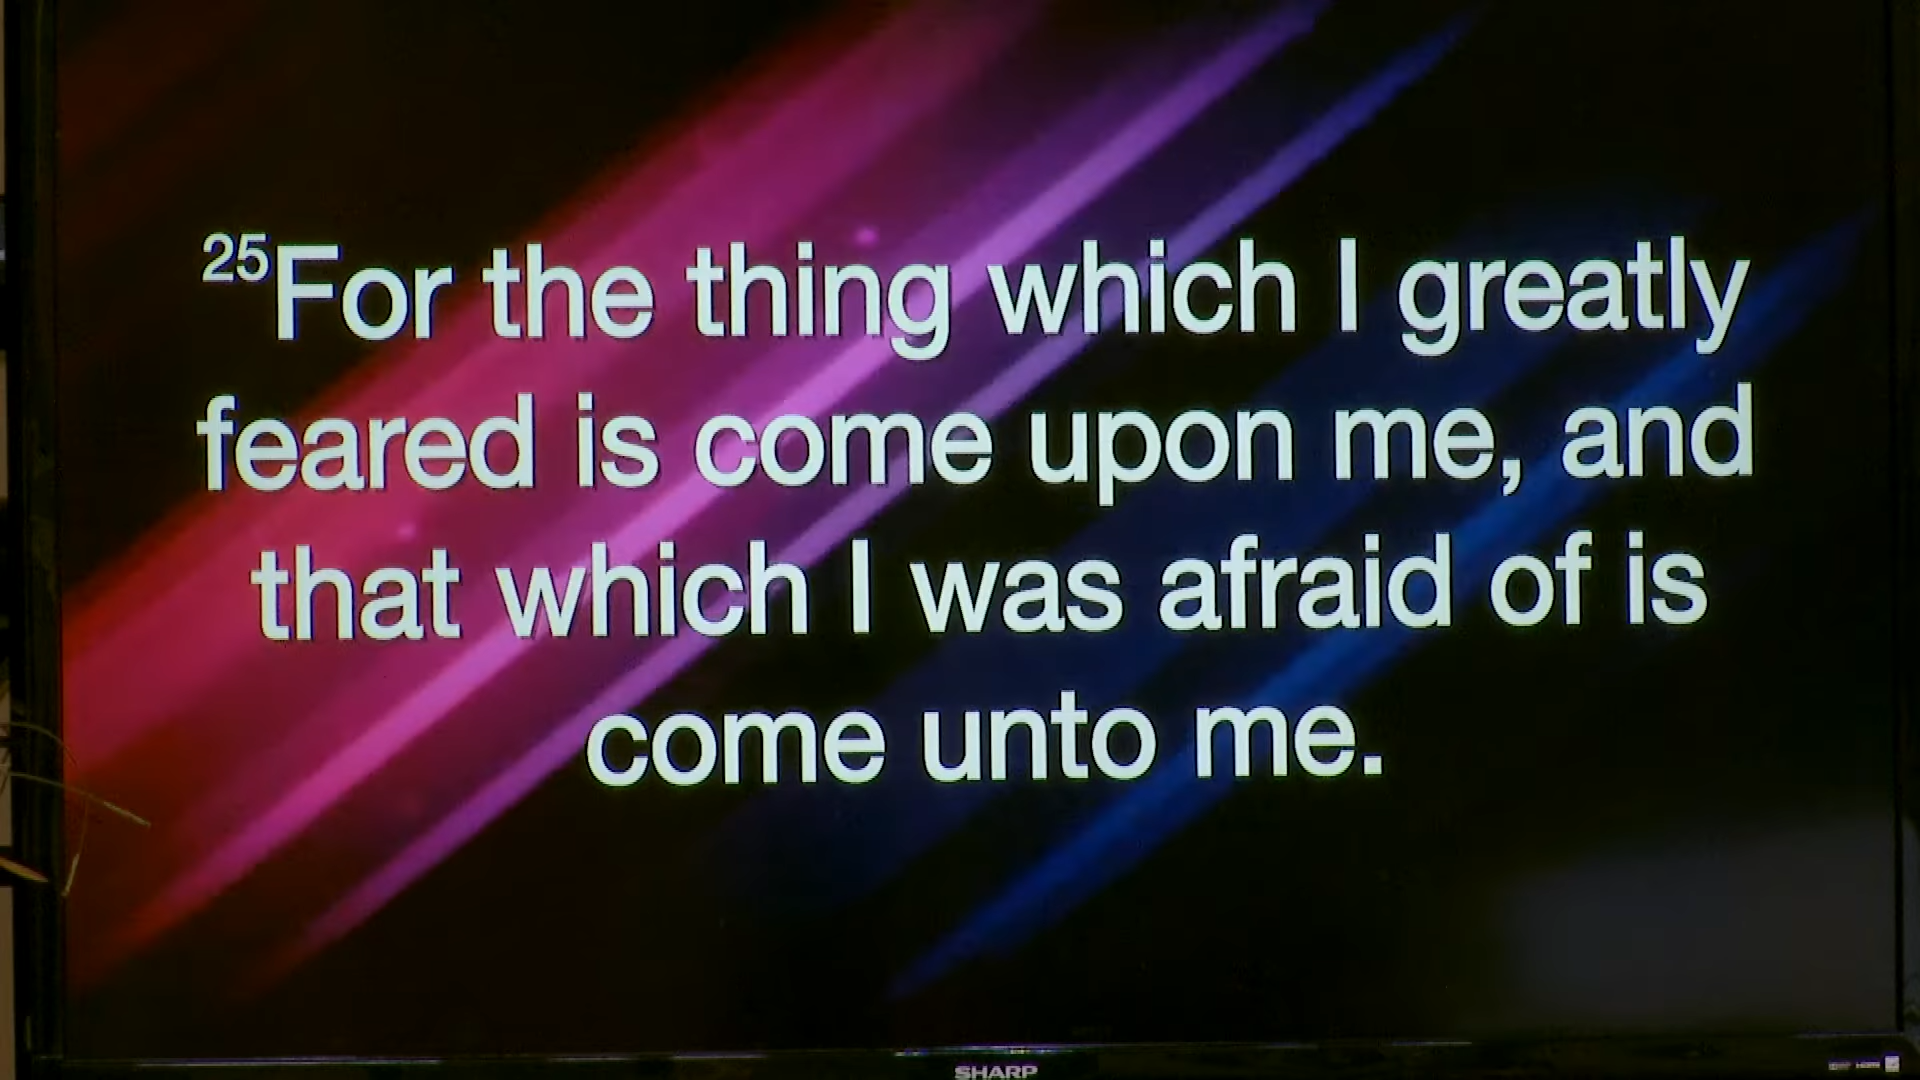 25For the thing which I greatly
feared is come upon me, and
that which I was afraid of is
come unto me.
SHARP